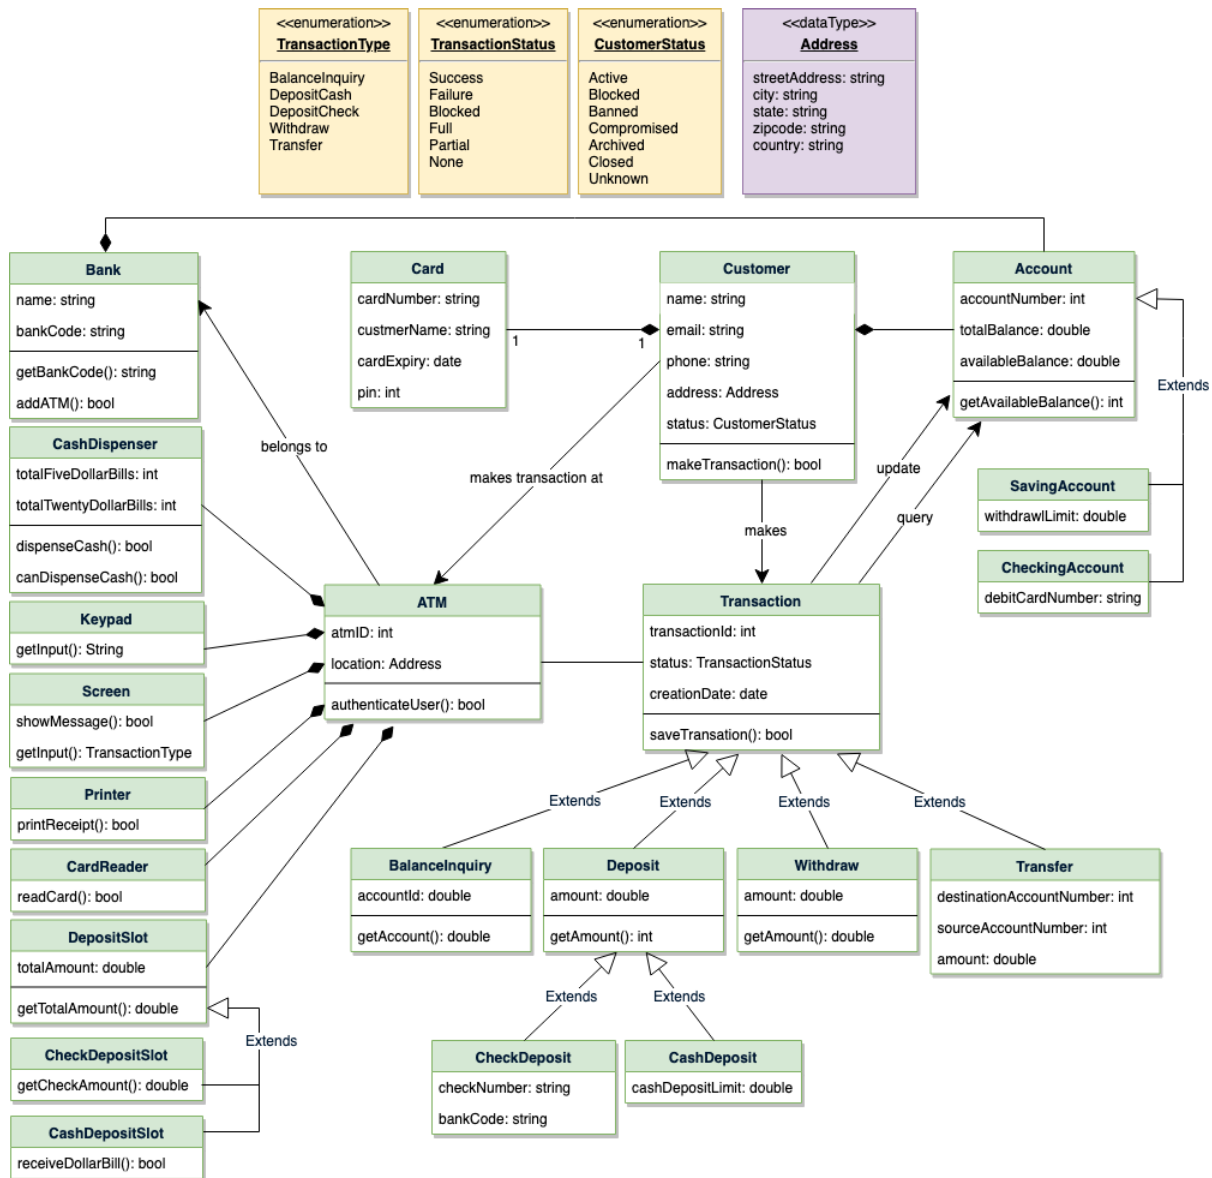 <<enumeration>>
TransactionType
BalanceInquiry
DepositCash
DepositCheck
Withdraw
Transfer
<<enumeration>>
TransactionStatus
Success
Failure
Blocked
Full
Partial
None
<<enumeration>>
CustomerStatus
Active
Blocked
Banned
Compromised
Archived
Closed
Unknown
<<dataType>>
Address
streetAddress: string
city: string
state: string
zipcode: string
country: string
Bank
name: string
bankCode: string
getBankCode(): string
addATM(): bool
Card
cardNumber: string
custmerName: string
cardExpiry: date
pin: int
1
1
Customer
name: string
email: string
phone: string
address: Address
status: CustomerStatus
makeTransaction(): bool
Account
accountNumber: int
totalBalance: double
availableBalance: double
getAvailableBalance(): int
Extends
belongs to
makes transaction at
makes
update
query
SavingAccount
withdrawlLimit: double
CheckingAccount
debitCardNumber: string
CashDispenser
totalFiveDollarBills: int
totalTwentyDollarBills: int
dispenseCash(): bool
canDispenseCash(): bool
Keypad
getInput(): String
Screen
showMessage(): bool
getInput(): TransactionType
Printer
printReceipt(): bool
CardReader
readCard(): bool
DepositSlot
totalAmount: double
getTotalAmount(): double
Extends
CheckDepositSlot
getCheckAmount(): double
CashDepositSlot
receiveDollarBill(): bool
ATM
atmID: int
location: Address
authenticateUser(): bool
Transaction
transactionId: int
status: TransactionStatus
creationDate: date
saveTransation(): bool
Extends
Extends
Extends
Extends
BalanceInquiry
accountId: double
getAccount(): double
Deposit
amount: double
getAmount(): int
Withdraw
amount: double
getAmount(): double
Transfer
destinationAccountNumber: int
sourceAccountNumber: int
amount: double
Extends
Extends
CheckDeposit
checkNumber: string
bankCode: string
CashDeposit
cashDepositLimit: double